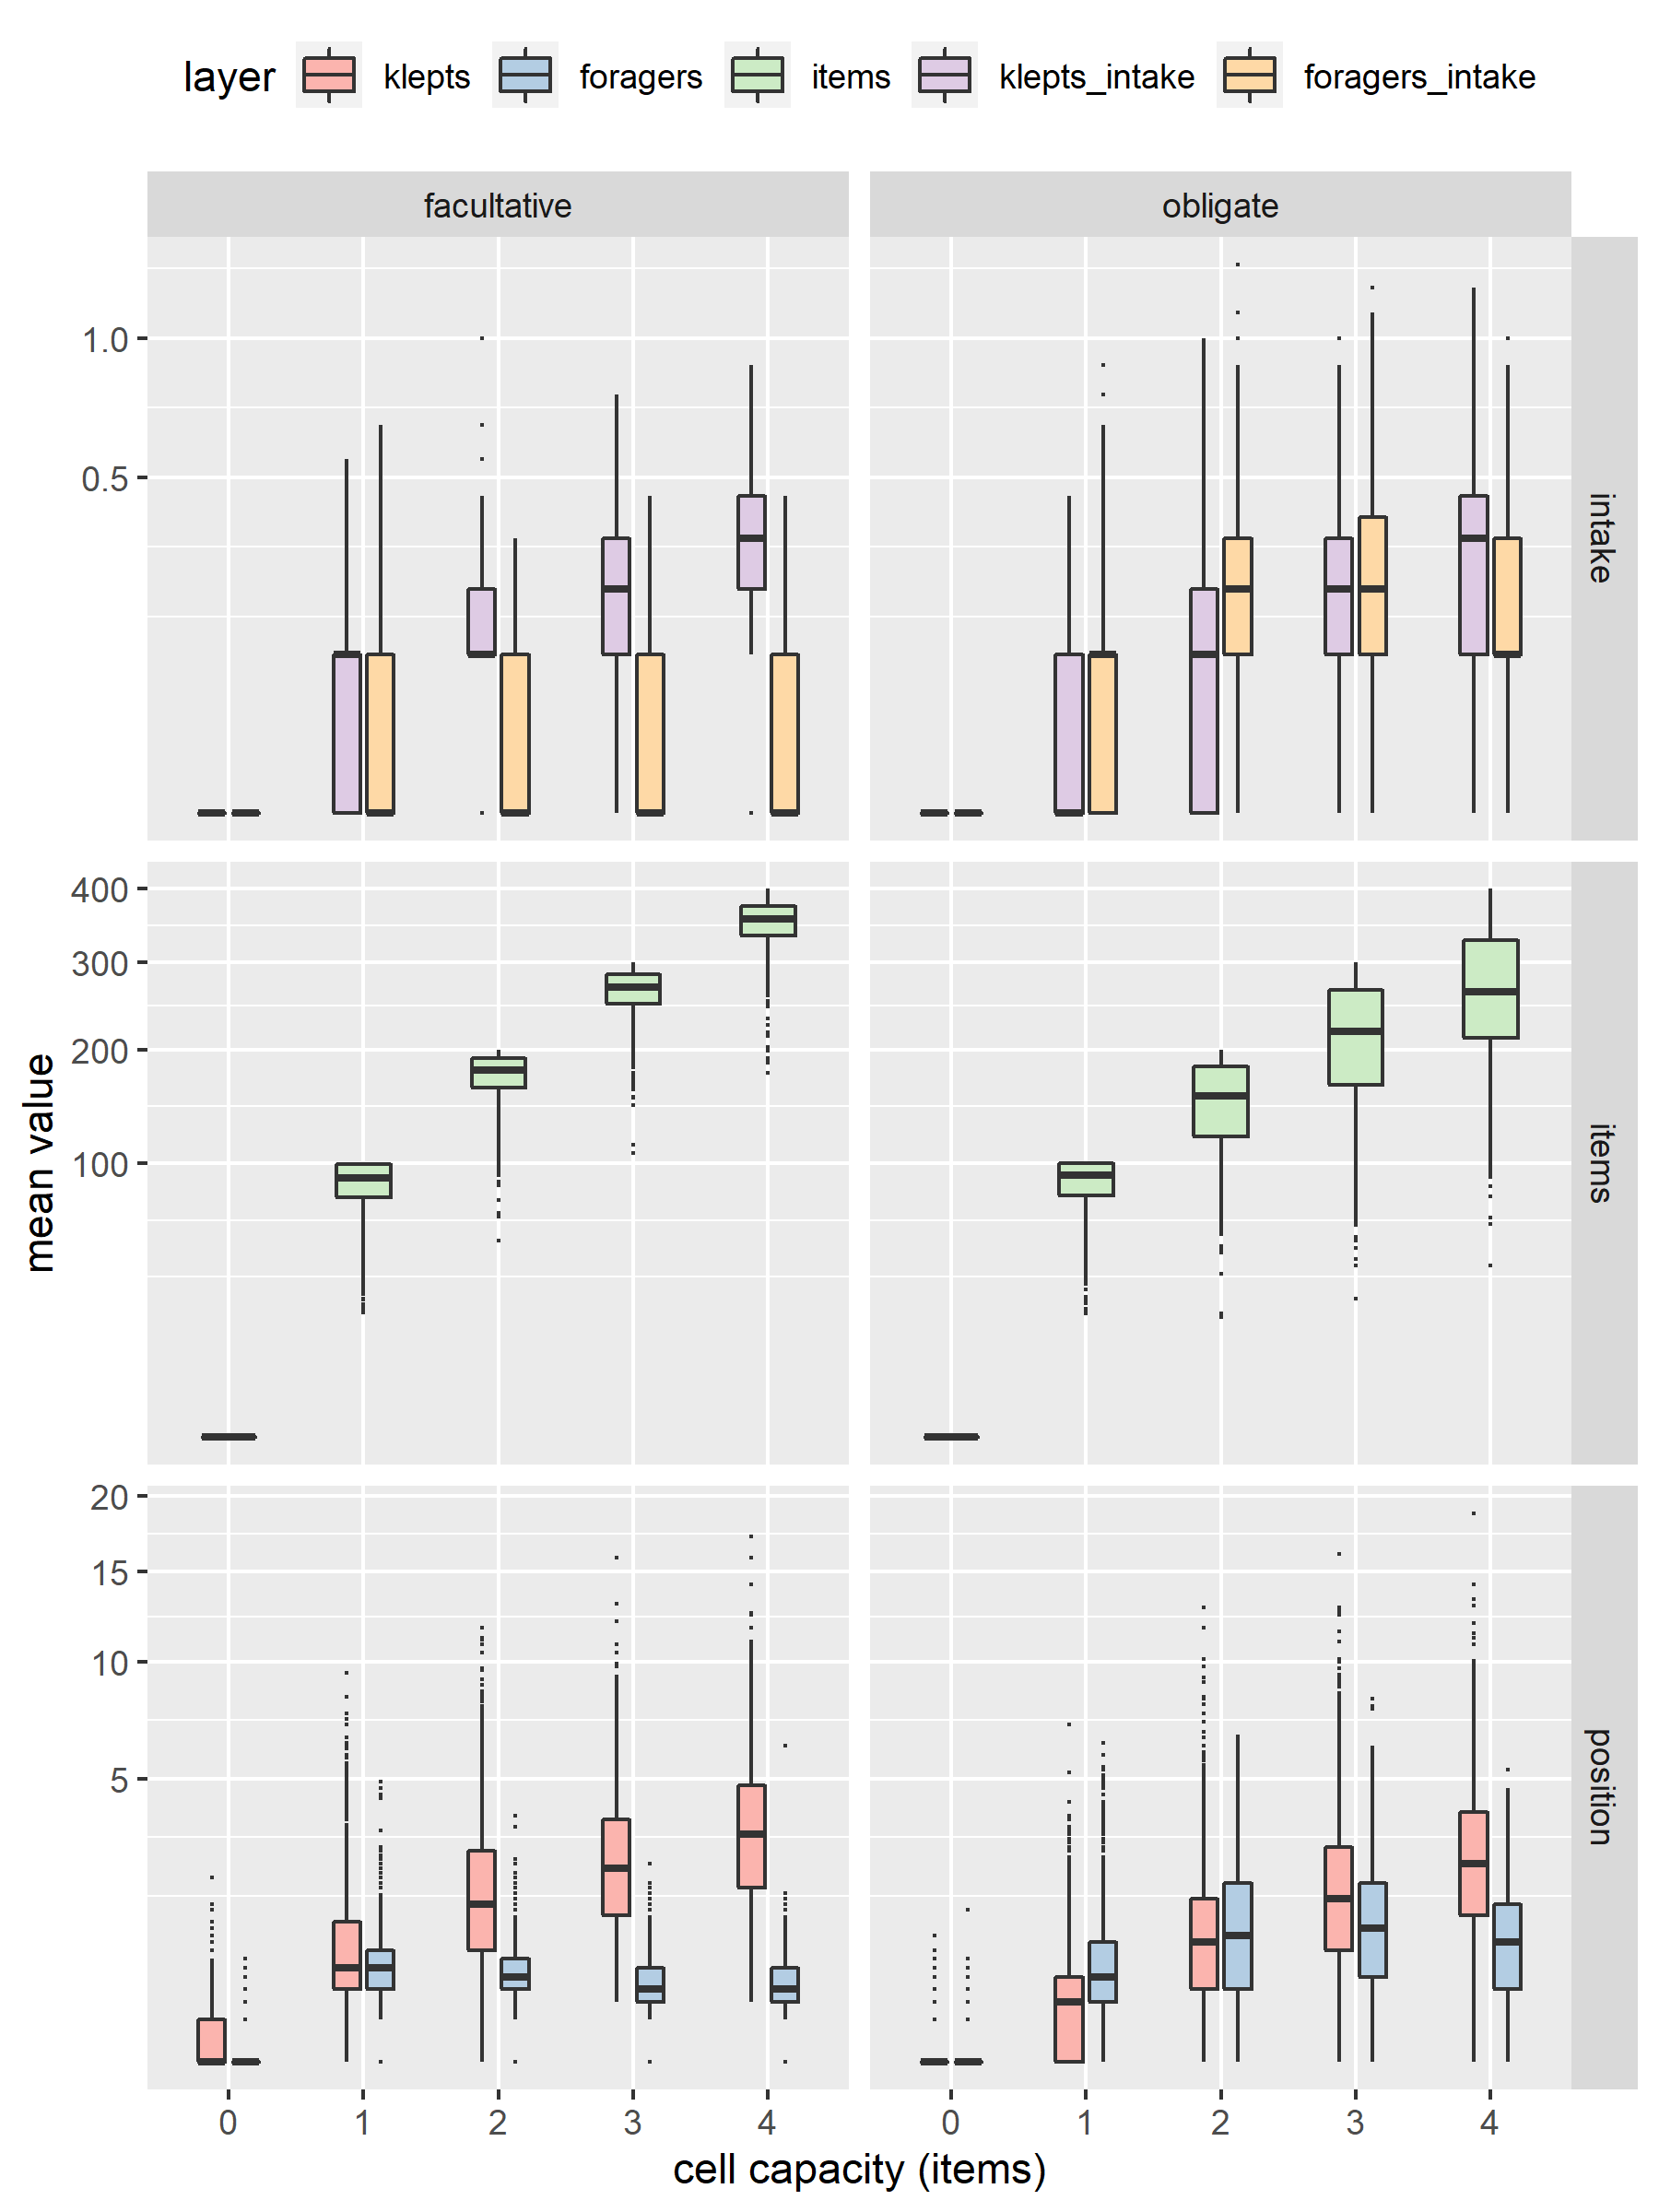 layer klepts foragers items klepts_intake foragers_intake
facultative obligate
1.0
0.5
intake
400
300
200
100
items
mean value
20
15
10
5
position
0 1 2 3 4 0 1 2 3 4
cell capacity (items)